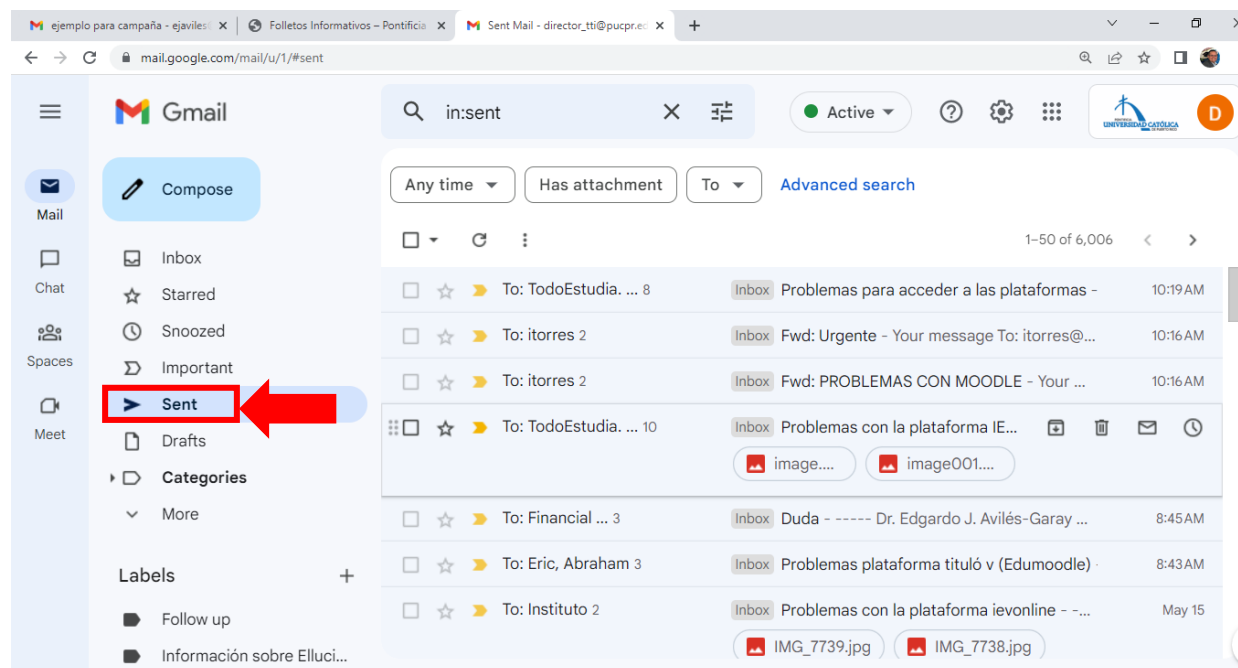 ejemplo para campaña - ejaviles
Folletos Informativos – Pontificia
Sent Mail - director_tti@pucpr.ed
mail.google.com/mail/u/1/#sent
Gmail
in:sent
Active
UNIVERSIDAD CATÓLICA
D
Compose
Any time
Has attachment
To
Advanced search
Mail
1–50 of 6,006
Inbox
Chat
Starred
Snoozed
Spaces
Important
Sent
Meet
Drafts
Categories
More
Labels
Follow up
Información sobre Elluci...
To: TodoEstudia. ... 8 Inbox Problemas para acceder a las plataformas - 10:19 AM
To: itorres 2 Inbox Fwd: Urgente - Your message To: itorres@... 10:16 AM
To: itorres 2 Inbox Fwd: PROBLEMAS CON MOODLE - Your ... 10:16 AM
To: TodoEstudia. ... 10 Inbox Problemas con la plataforma IE...
image.... image001....
To: Financial ... 3 Inbox Duda - ----- Dr. Edgardo J. Avilés-Garay ... 8:45 AM
To: Eric, Abraham 3 Inbox Problemas plataforma tituló v (Edumoodle) - 8:43 AM
To: Instituto 2 Inbox Problemas con la plataforma ievonline - -... May 15
IMG_7739.jpg IMG_7738.jpg